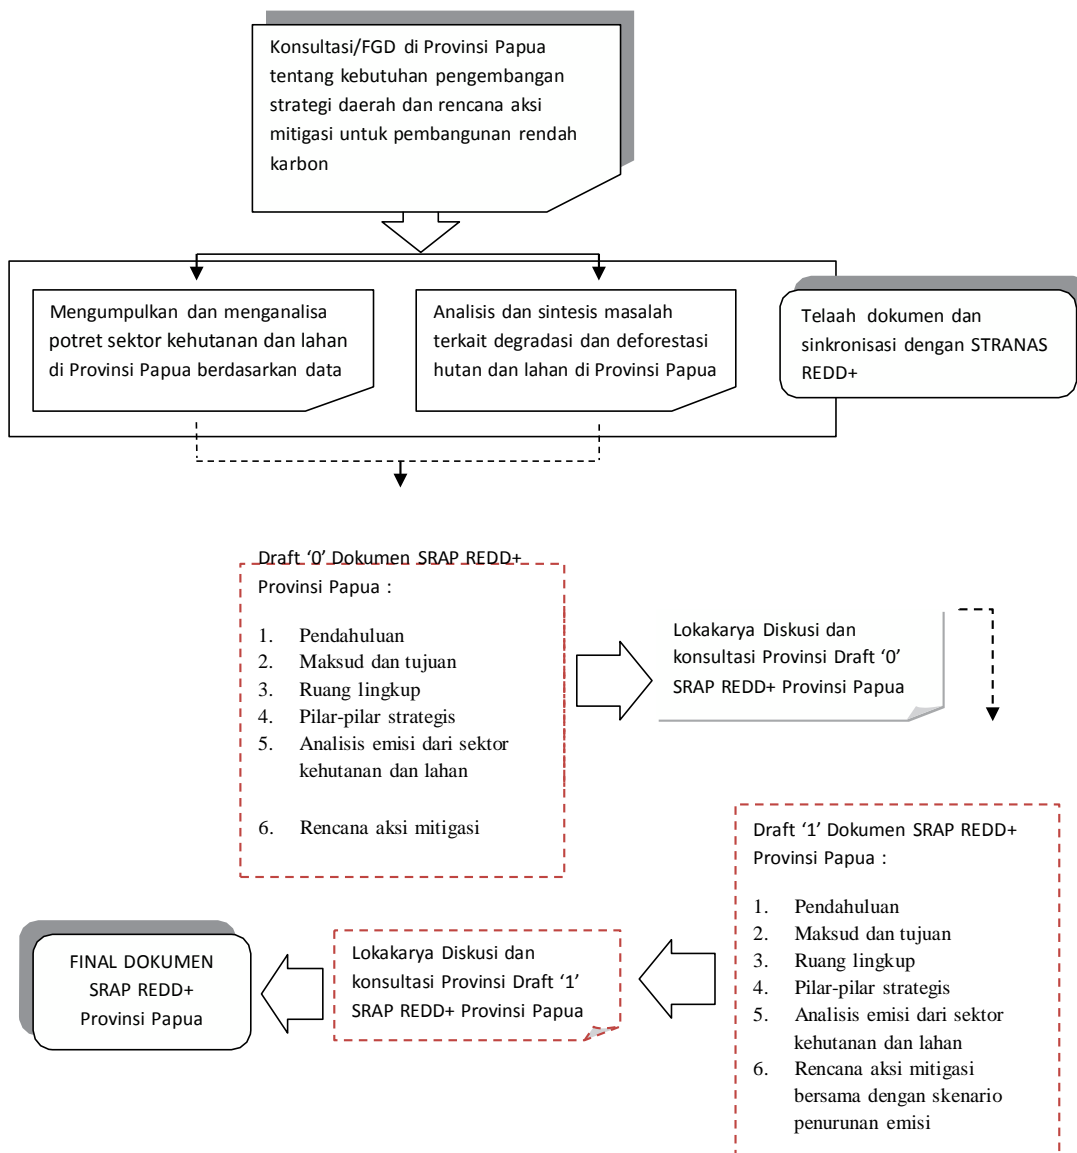 Konsultasi/FGD di Provinsi Papua
tentang kebutuhan pengembangan
strategi daerah dan rencana aksi
mitigasi untuk pembangunan rendah
karbon
Mengumpulkan dan menganalisa
potret sektor kehutanan dan lahan
di Provinsi Papua berdasarkan data
Analisis dan sintesis masalah
terkait degradasi dan deforestasi
hutan dan lahan di Provinsi Papua
Telaah dokumen dan
sinkronisasi dengan STRANAS
REDD+
Draft ‘0’ Dokumen SRAP REDD+
Provinsi Papua :
1. Pendahuluan
2. Maksud dan tujuan
3. Ruang lingkup
4. Pilar-pilar strategis
5. Analisis emisi dari sektor
kehutanan dan lahan
6. Rencana aksi mitigasi
Lokakarya Diskusi dan
konsultasi Provinsi Draft ‘0’
SRAP REDD+ Provinsi Papua
Draft ‘1’ Dokumen SRAP REDD+
Provinsi Papua :
1. Pendahuluan
2. Maksud dan tujuan
3. Ruang lingkup
4. Pilar-pilar strategis
5. Analisis emisi dari sektor
kehutanan dan lahan
6. Rencana aksi mitigasi
bersama dengan skenario
penurunan emisi
Lokakarya Diskusi dan
konsultasi Provinsi Draft ‘1’
SRAP REDD+ Provinsi Papua
FINAL DOKUMEN
SRAP REDD+
Provinsi Papua